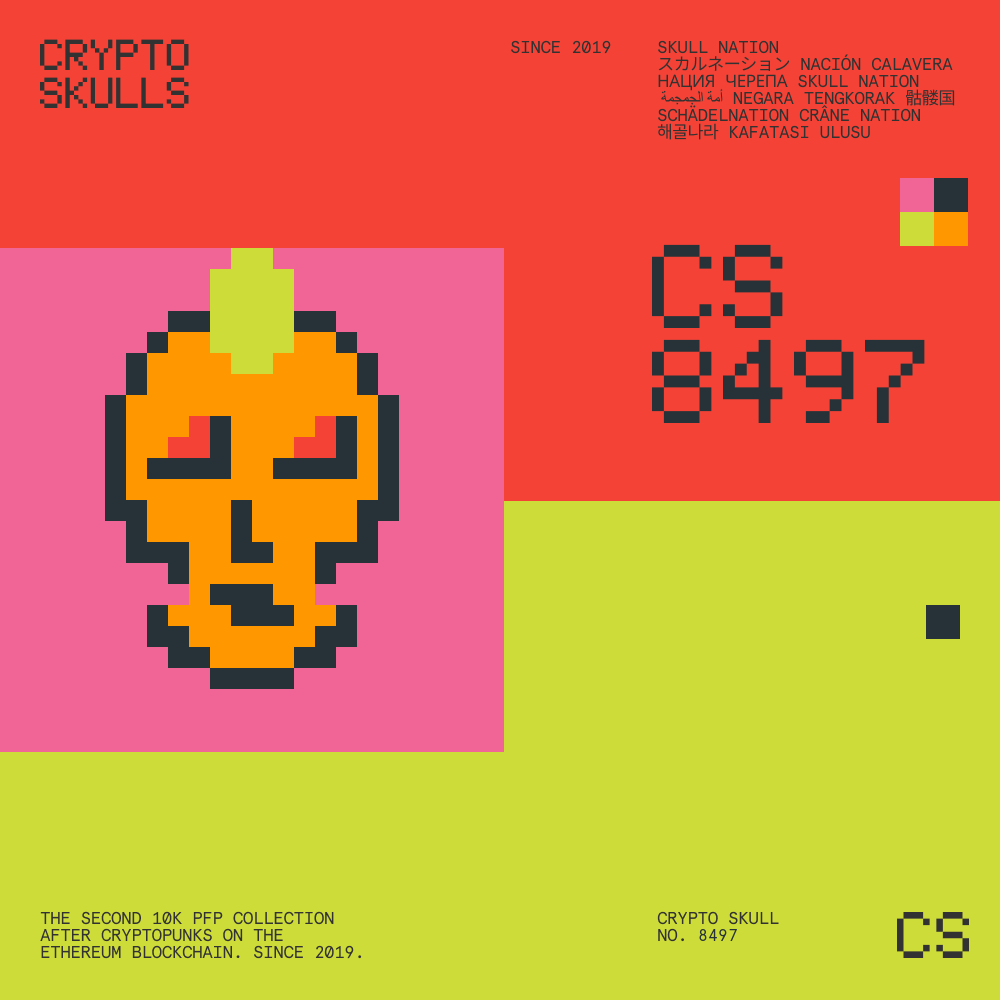 CRYPTO
SKULLS
SINCE 2019
SKULL NATION
スカルネーション NACIÓN CALAVERA
НАЦИЯ ЧЕРЕПА SKULL NATION
أمة الجمجمة NEGARA TENGKORAK 骷髅国
SCHÄDELNATION CRÂNE NATION
해골나라 KAFATASI ULUSU
CS
8497
THE SECOND 10K PFP COLLECTION
AFTER CRYPTOPUNKS ON THE
ETHEREUM BLOCKCHAIN. SINCE 2019.
CRYPTO SKULL
NO. 8497
CS